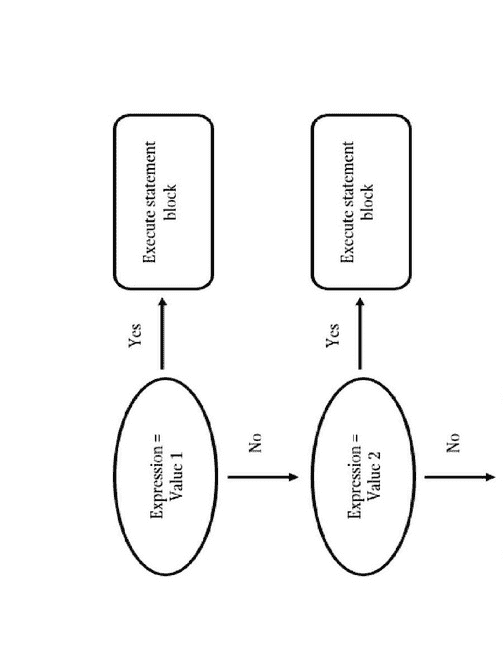 Expression =
Value 1
Yes
Execute statement
block
No
Expression =
Value 2
Yes
Execute statement
block
No